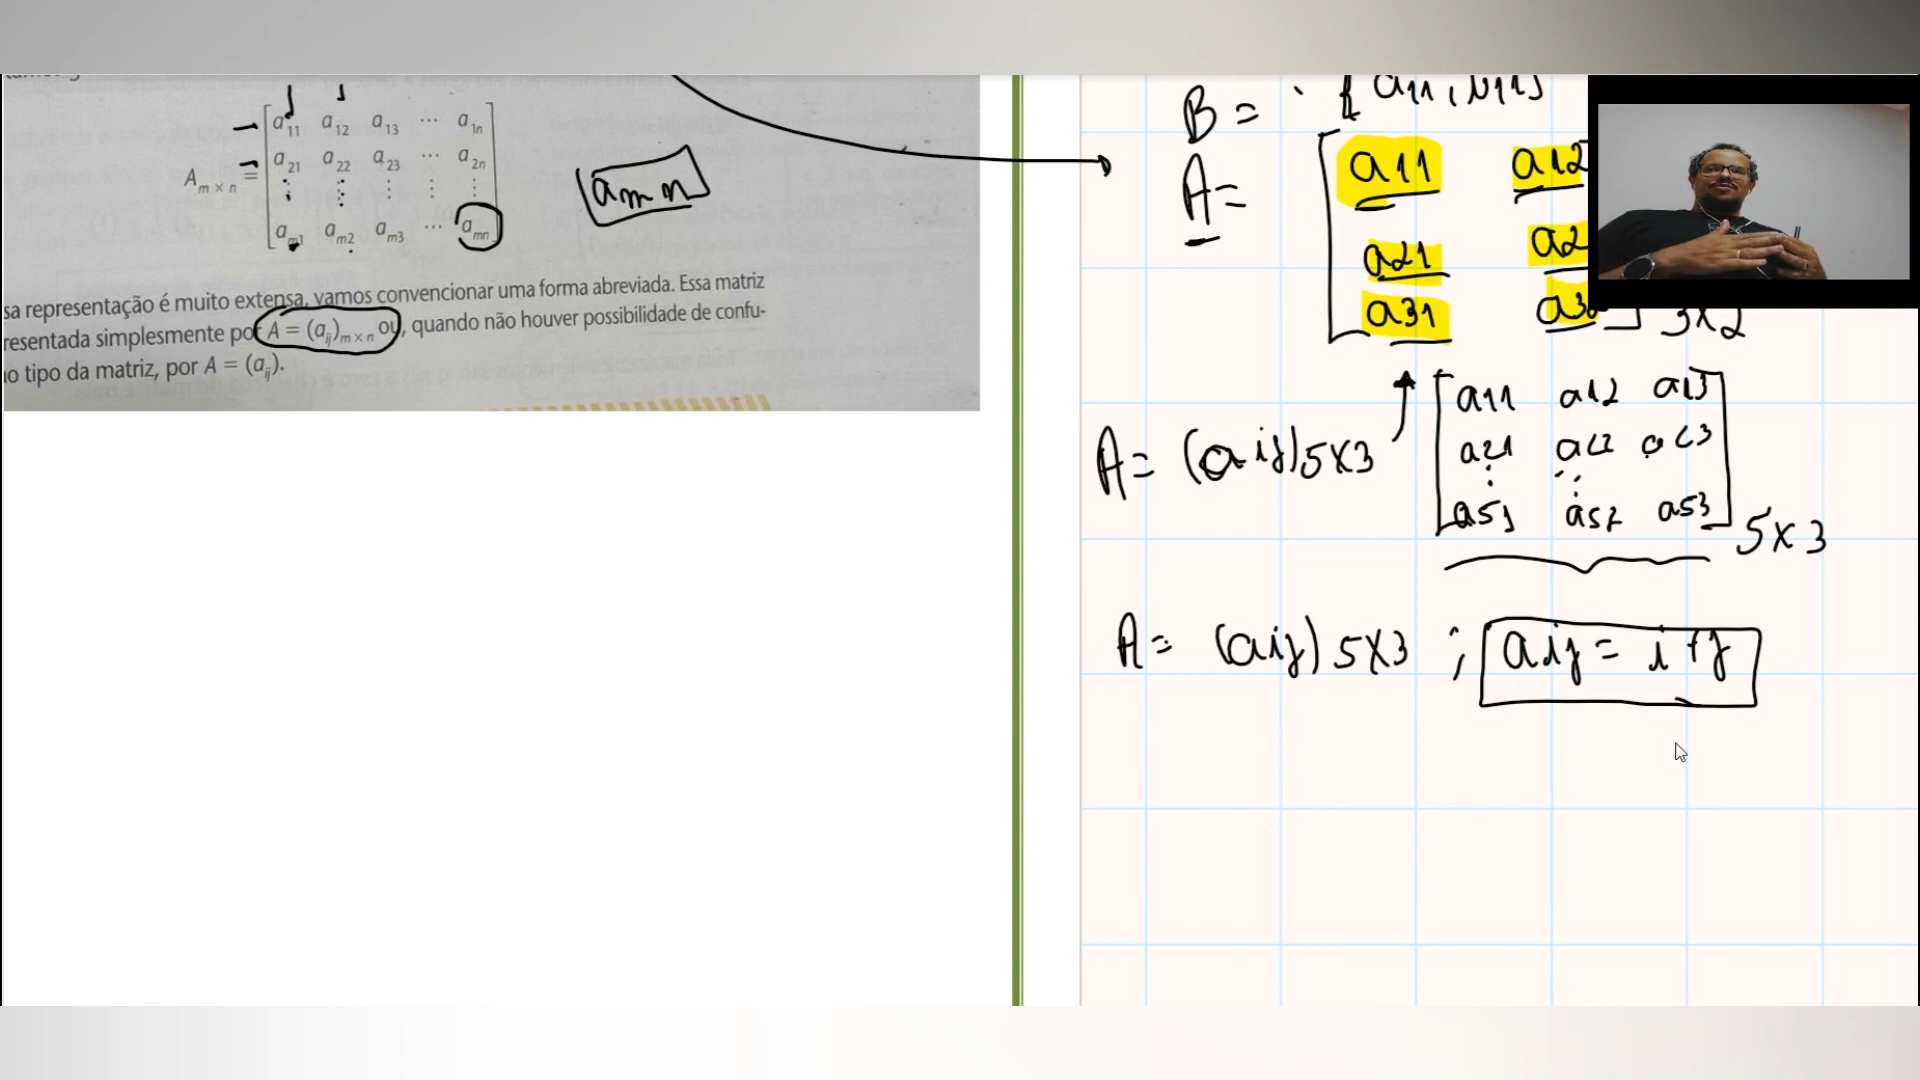 a11 a12 a13 ... a1n
a21 a22 a23 ... a2n
Am × n =
⋮ ⋮ ⋮ ⋮ ⋮
am1 am2 am3 ... amn
amn
sa representação é muito extensa, vamos convencionar uma forma abreviada. Essa matriz
resentada simplesmente por A = (aij)m × n ou, quando não houver possibilidade de confu-
o tipo da matriz, por A = (aij).
B =
A =
a11 a12
a21
a31
3x2
A = (aij)5x3
a11 a12 a13
a21
⋮ ⋮
a51 a52 a53
5x3
A = (aij)5x3 ; aij = i+j